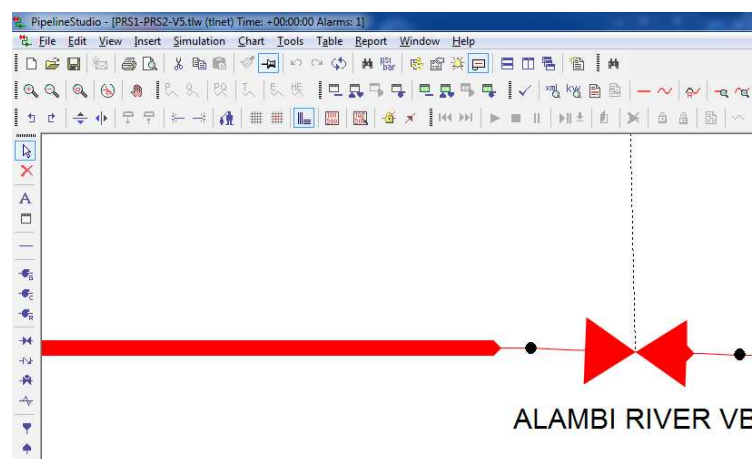 PipelineStudio - [PRS1-PRS2-V5.tlw (tlnet) Time: +00:00:00 Alarms: 1]
File Edit View Insert Simulation Chart Tools Table Report Window Help
A
ALAMBI RIVER VB